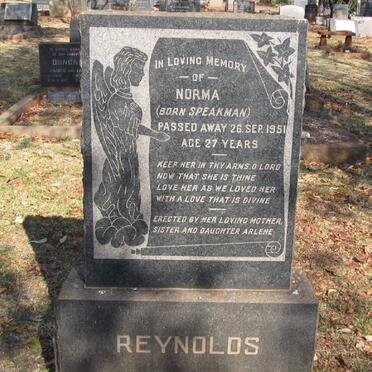 IN LOVING MEMORY
OF
NORMA
(BORN SPEAKMAN)
PASSED AWAY 26. SEP. 1951
AGE 27 YEARS
KEEP HER IN THY ARMS, O LORD
NOW THAT SHE IS THINE
LOVE HER AS WE LOVED HER
WITH A LOVE THAT IS DIVINE
ERECTED BY HER LOVING MOTHER,
SISTER AND DAUGHTER ARLENE
REYNOLDS